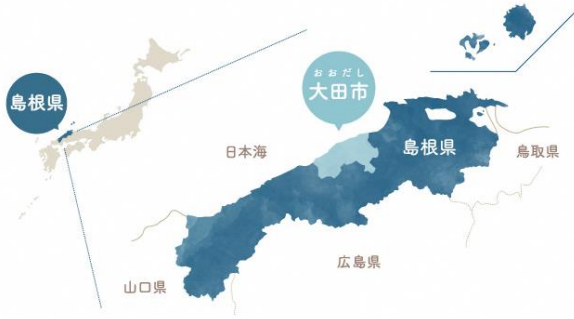 島根県
おおだし
大田市
日本海
島根県
鳥取県
広島県
山口県